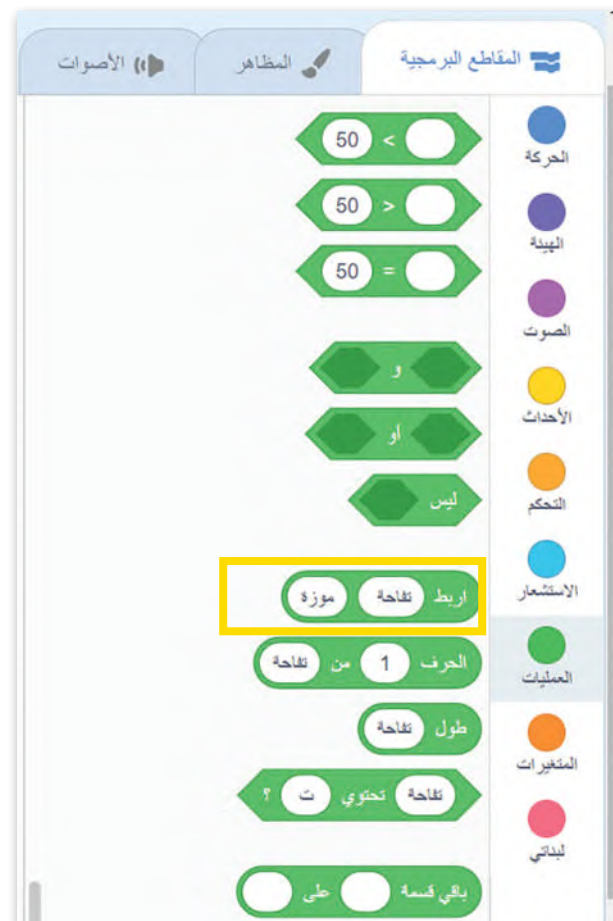 المقاطع البرمجية
المظاهر
الأصوات
الحركة
الهيئة
الصوت
الأحداث
التحكم
الاستشعار
العمليات
المتغيرات
لبناتي
< 50
> 50
= 50
و
أو
ليس
اربط تفاحة موزة
الحرف 1 من تفاحة
طول تفاحة
تفاحة تحتوي ت ؟
باقي قسمة على